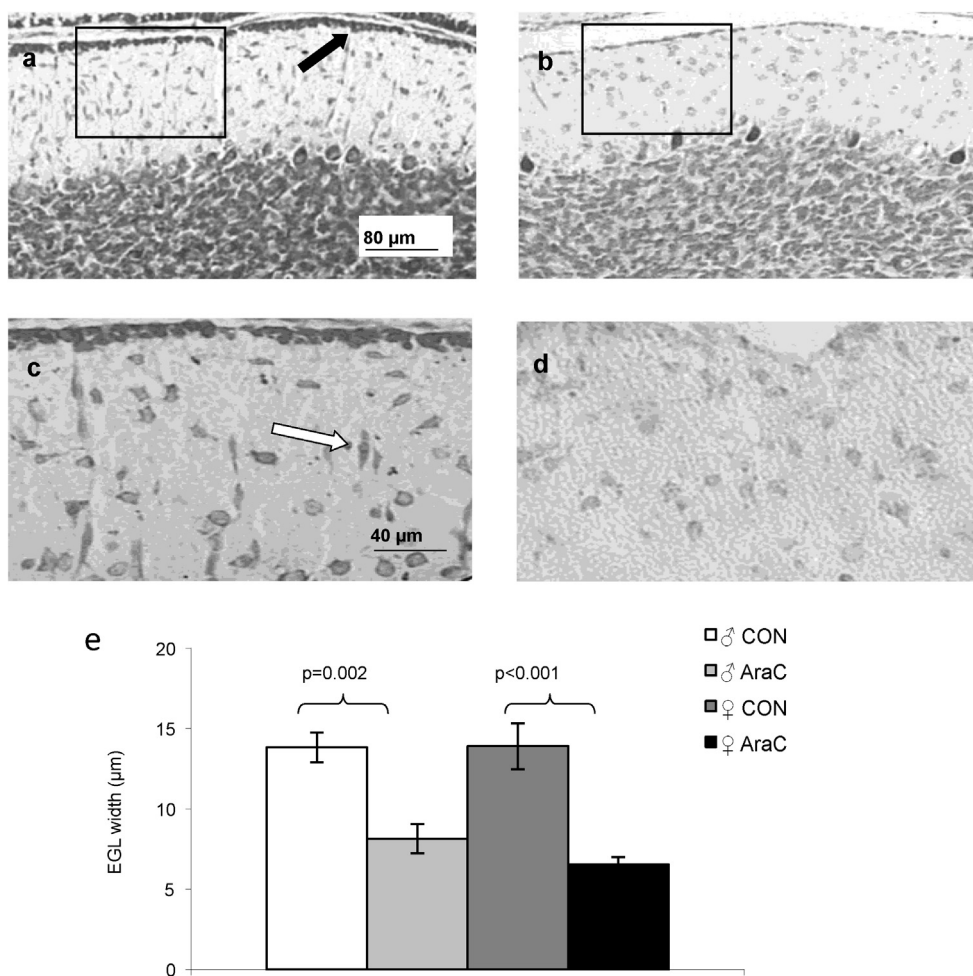 a
b
80 µm
c
d
40 µm
e
♂ CON
♂ AraC
♀ CON
♀ AraC
p=0.002
p<0.001
EGL width (µm)
20
15
10
5
0